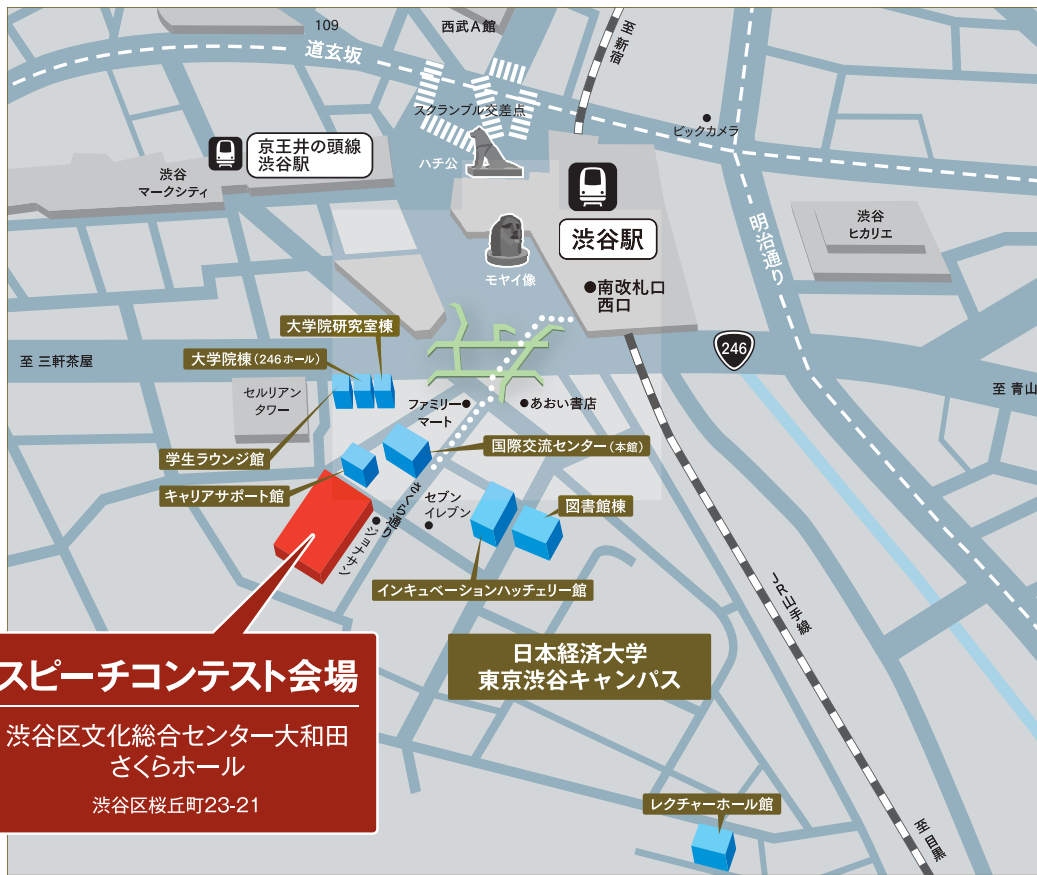 109
西武A館
至新宿
道玄坂
スクランブル交差点
ビックカメラ
京王井の頭線
渋谷駅
ハチ公
渋谷
マークシティ
渋谷駅
渋谷
ヒカリエ
明治通り
モヤイ像
●南改札口
西口
大学院研究室棟
246
至 三軒茶屋
大学院棟(246ホール)
至 青山
セルリアン
タワー
ファミリー●
マート
●あおい書店
国際交流センター(本館)
学生ラウンジ館
キャリアサポート館
さくら通り
セブン
イレブン
図書館棟
ジョナサン
インキュベーションハッチェリー館
JR山手線
日本経済大学
東京渋谷キャンパス
スピーチコンテスト会場
渋谷区文化総合センター大和田
さくらホール
渋谷区桜丘町23-21
レクチャーホール館
至目黒